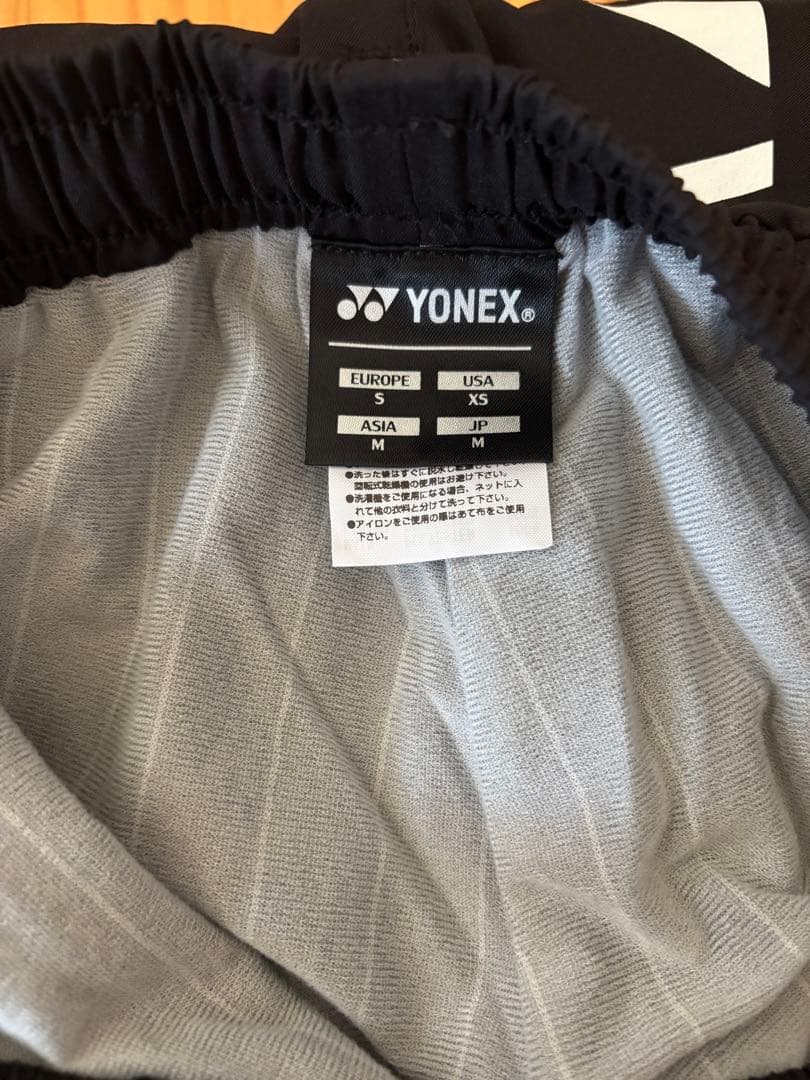 YONEX®
EUROPE USA
S XS
ASIA JP
M M
●洗った後はすぐに脱水し
回転式乾燥機の使用はお避け下さい。
●洗濯機をご使用になる場合、ネットに入
れて他の衣料と分けて洗って下さい。
●アイロンをご使用の際はあて布をご使用
下さい。